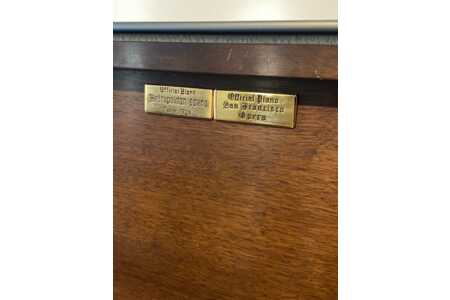 Official Piano
Metropolitan Opera
Official Piano
San Francisco
Opera